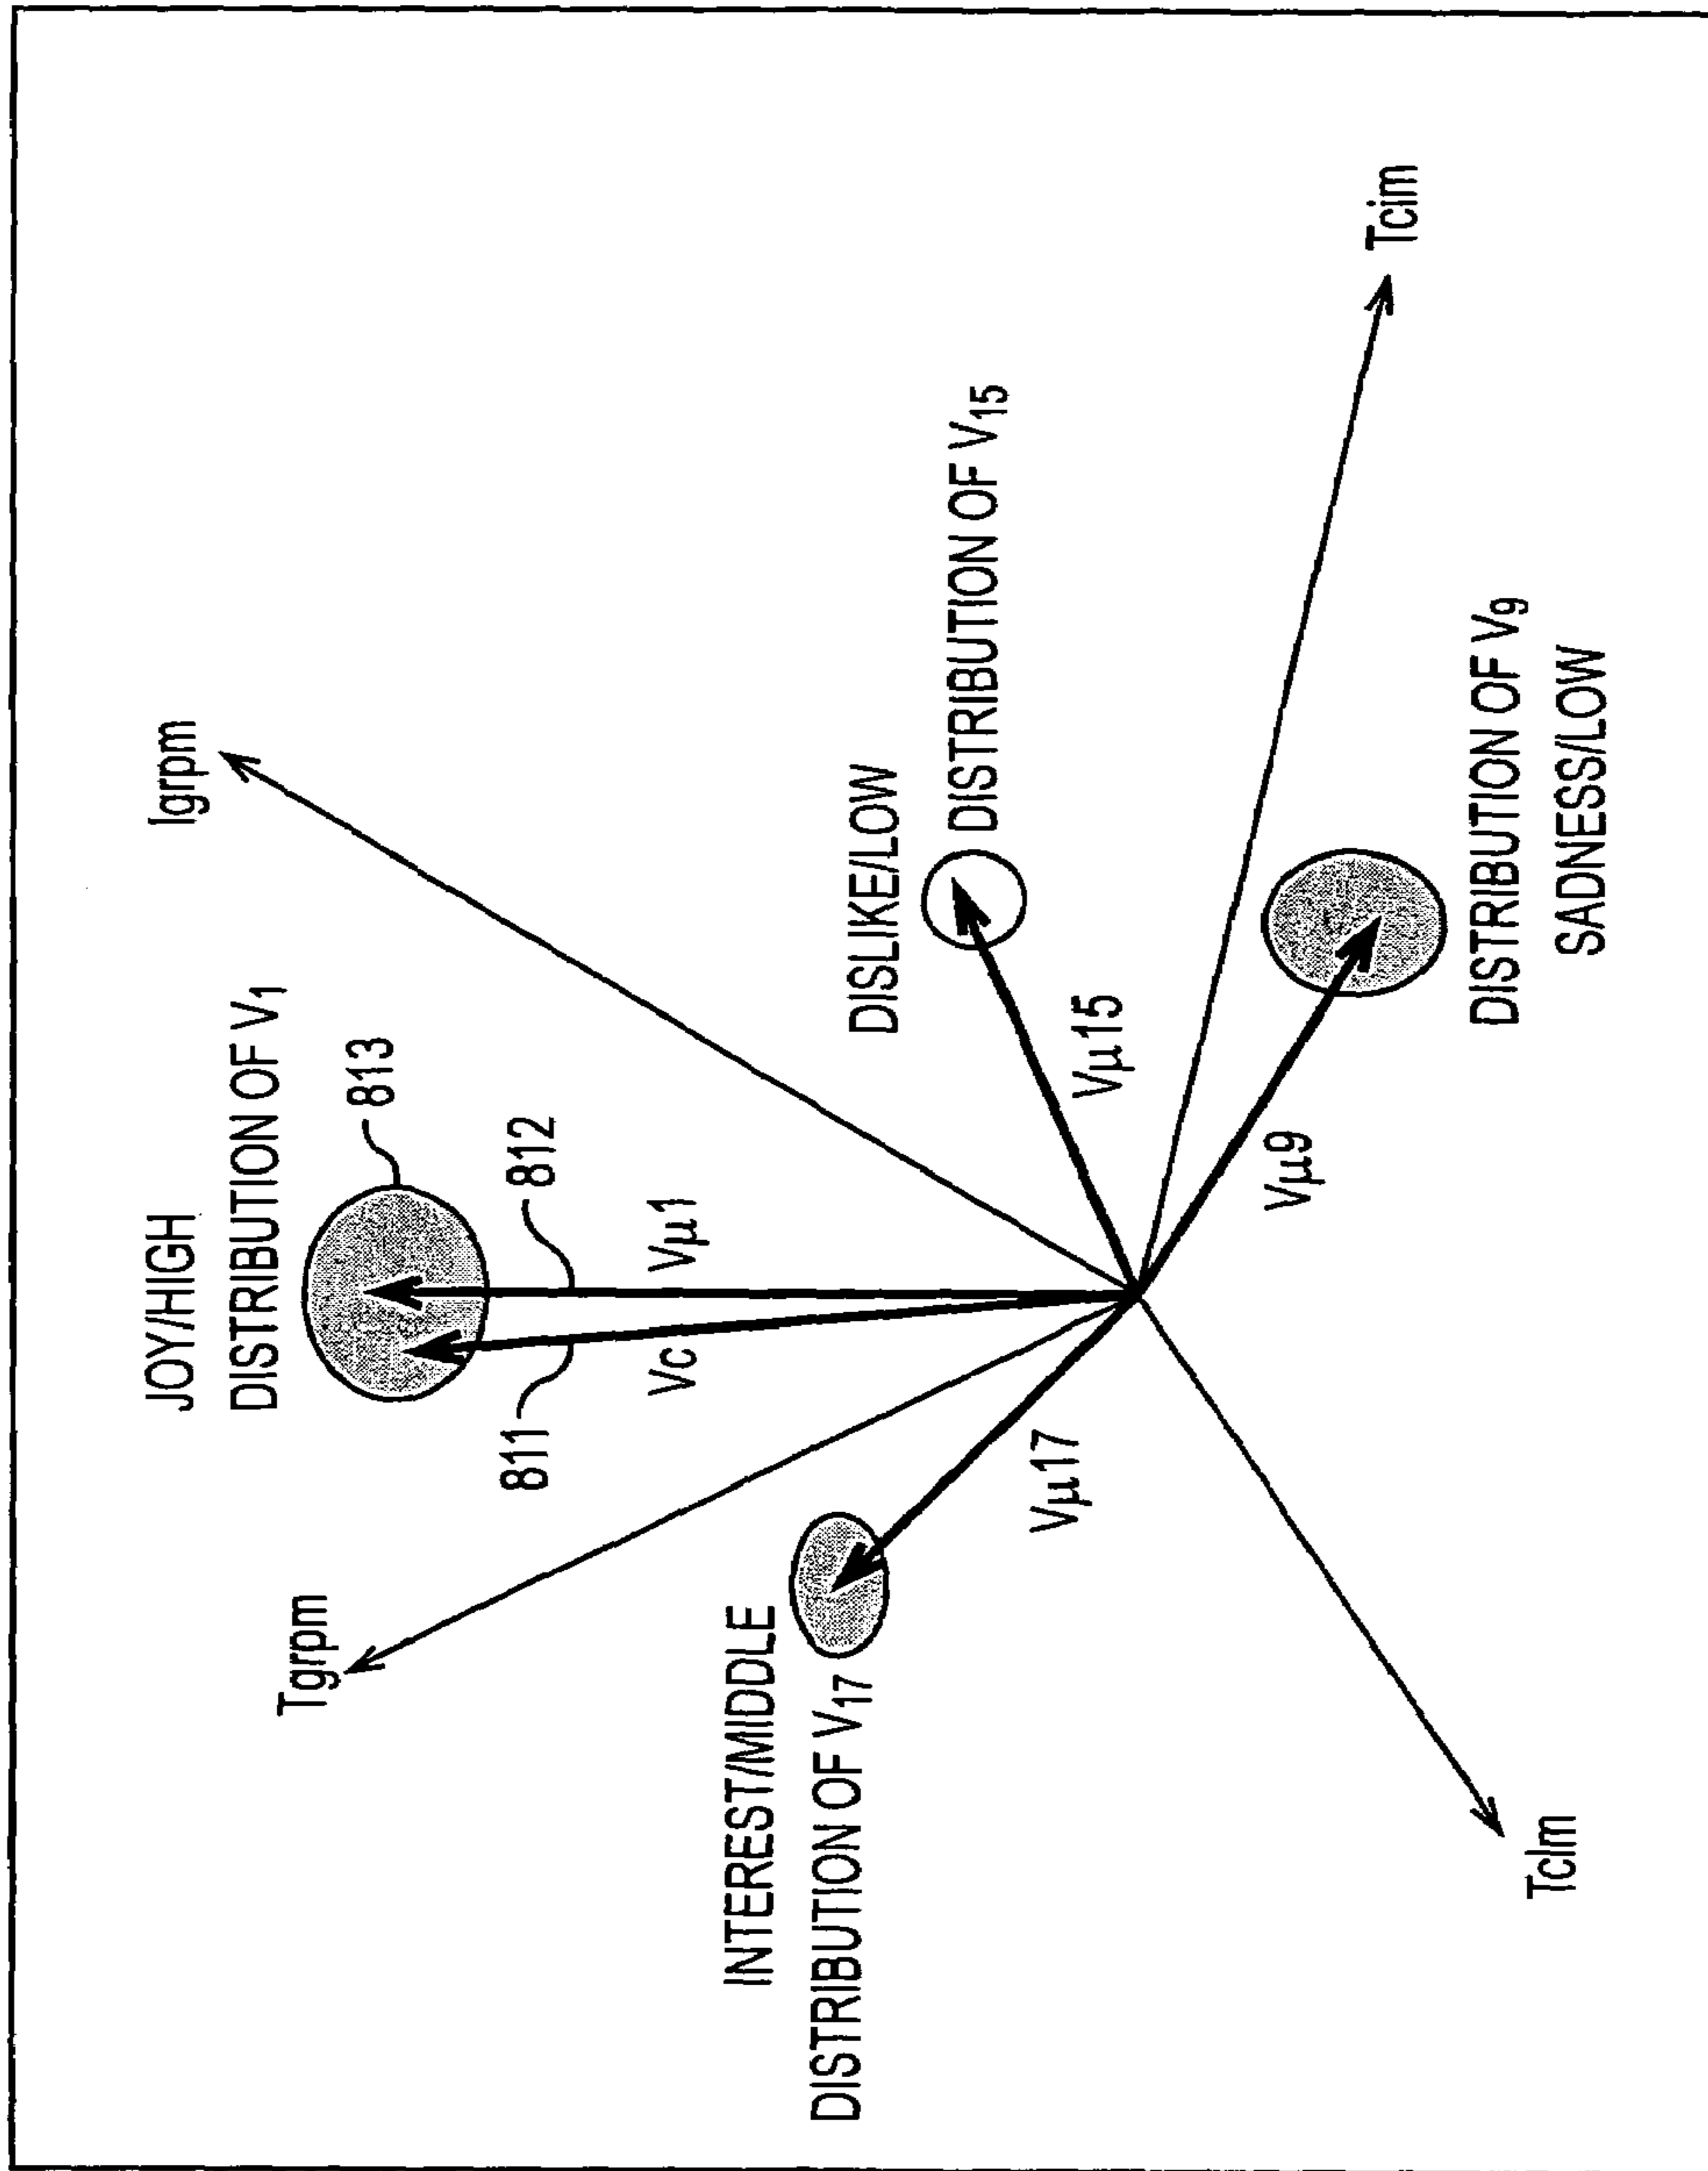 JOY/HIGH
DISTRIBUTION OF V1
813
Igrpm
Tgrpm
811
812
Vc
Vμ1
INTEREST/MIDDLE
DISTRIBUTION OF V17
DISLIKE/LOW
DISTRIBUTION OF V15
Vμ17
Vμ15
Vμ9
Tcim
DISTRIBUTION OF V9
SADNESS/LOW
Tclm